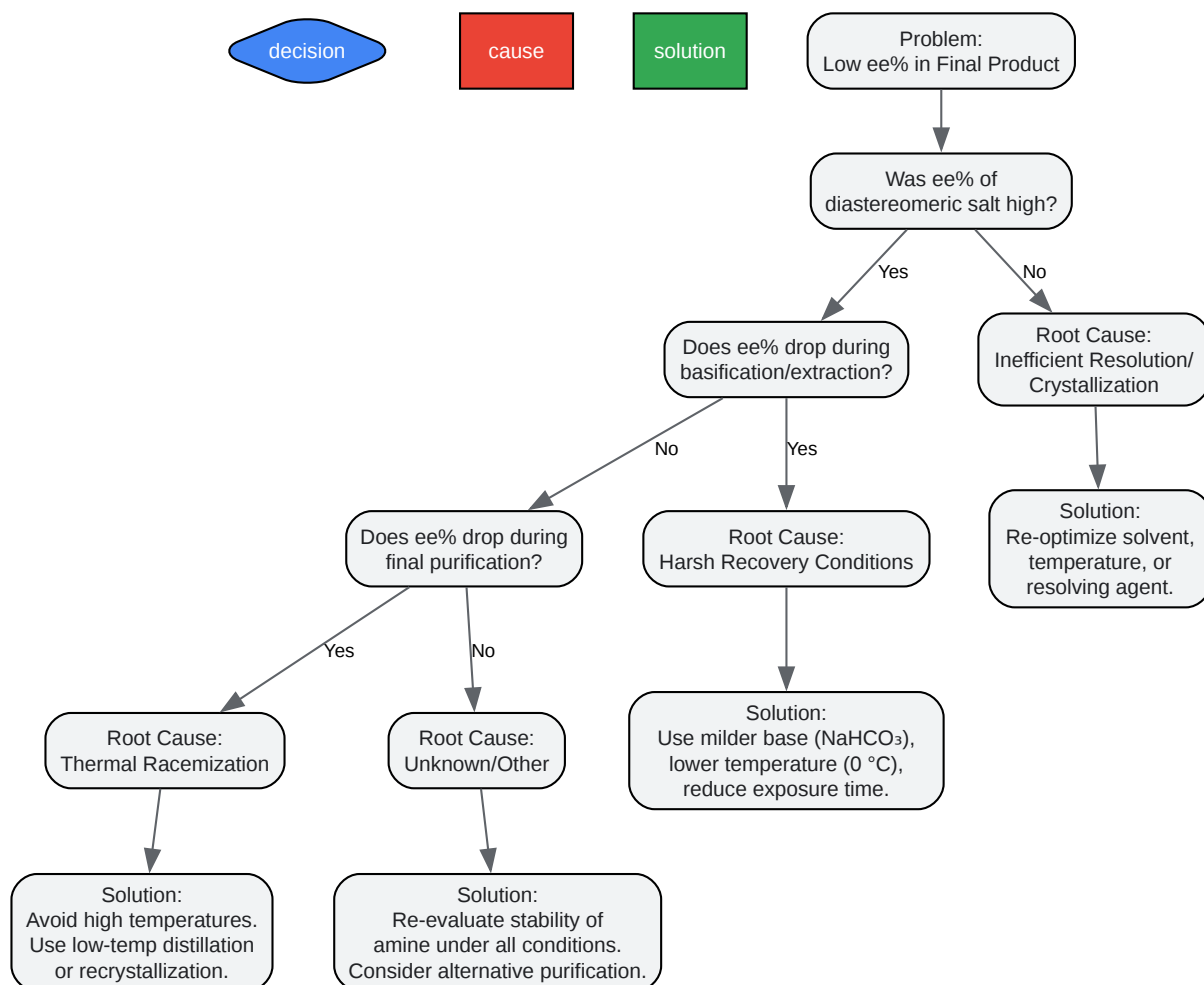 decision
cause
solution
Problem:
Low ee% in Final Product
Was ee% of
diastereomeric salt high?
Yes
No
Does ee% drop during
basification/extraction?
Root Cause:
Inefficient Resolution/
Crystallization
No
Yes
Does ee% drop during
final purification?
Root Cause:
Harsh Recovery Conditions
Solution:
Re-optimize solvent,
temperature, or
resolving agent.
Yes
No
Root Cause:
Thermal Racemization
Root Cause:
Unknown/Other
Solution:
Use milder base (NaHCO₃),
lower temperature (0 °C),
reduce exposure time.
Solution:
Avoid high temperatures.
Use low-temp distillation
or recrystallization.
Solution:
Re-evaluate stability of
amine under all conditions.
Consider alternative purification.